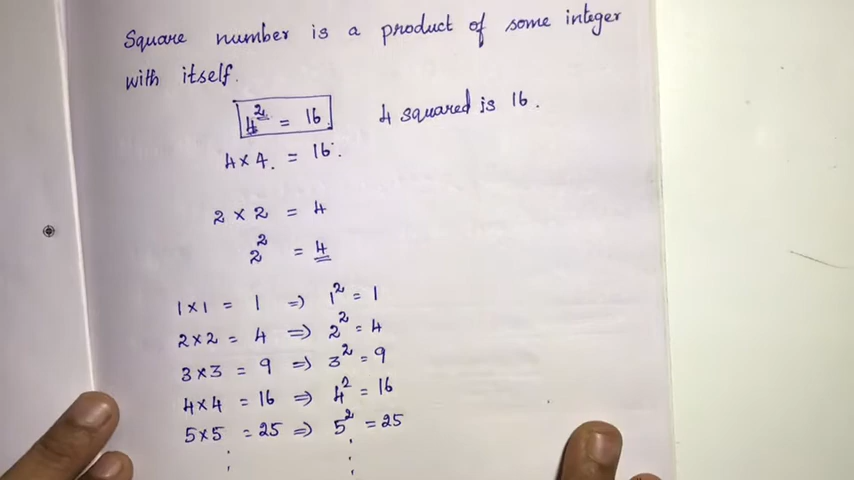 Square number is a product of some integer
with itself.
4² = 16. 4 squared is 16.
4 × 4. = 16.
2 × 2 = 4
2² = 4
1 × 1 = 1 ⇒ 1² = 1
2 × 2 = 4 ⇒ 2² = 4
3 × 3 = 9 ⇒ 3² = 9
4 × 4 = 16 ⇒ 4² = 16
5 × 5 = 25 ⇒ 5² = 25